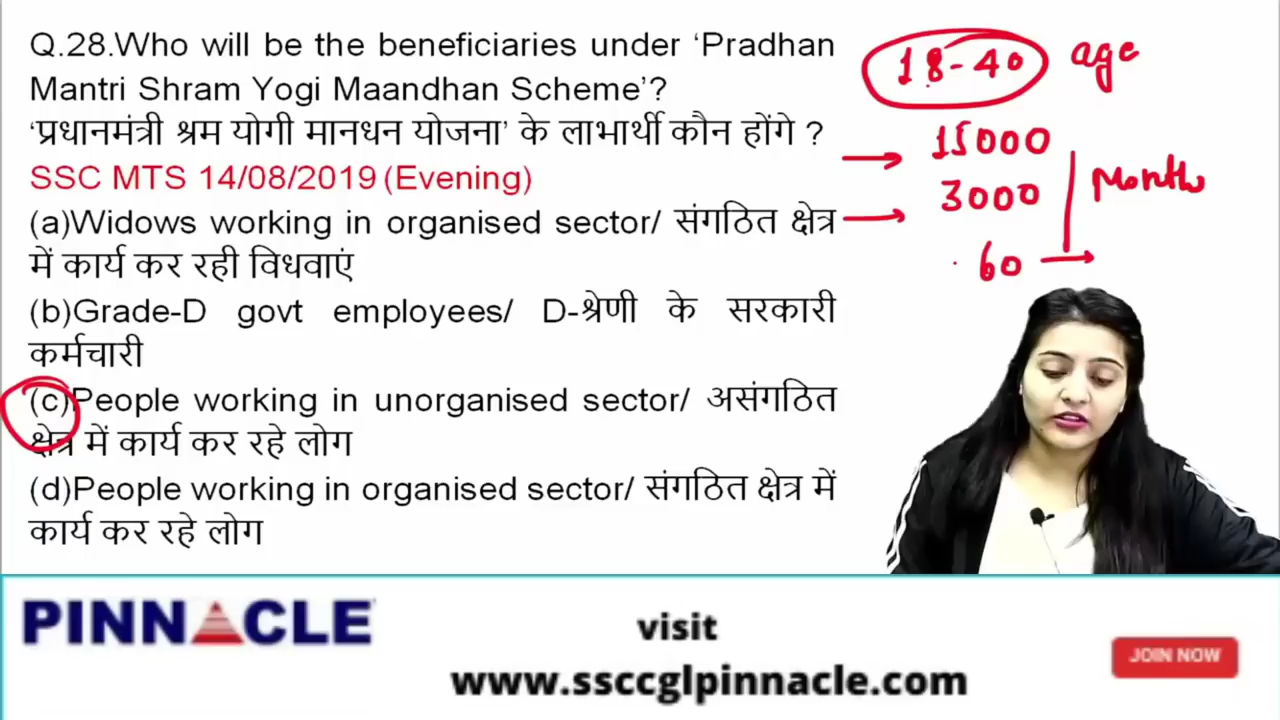 Q.28.Who will be the beneficiaries under ‘Pradhan
Mantri Shram Yogi Maandhan Scheme’?
‘प्रधानमंत्री श्रम योगी मानधन योजना’ के लाभार्थी कौन होंगे ?
SSC MTS 14/08/2019 (Evening)
(a)Widows working in organised sector/ संगठित क्षेत्र
में कार्य कर रही विधवाएं
(b)Grade-D govt employees/ D-श्रेणी के सरकारी
कर्मचारी
(c)People working in unorganised sector/ असंगठित
क्षेत्र में कार्य कर रहे लोग
(d)People working in organised sector/ संगठित क्षेत्र में
कार्य कर रहे लोग
18-40 age
15000
3000 Month
60
PINNACLE
visit
www.ssccglpinnacle.com
JOIN NOW